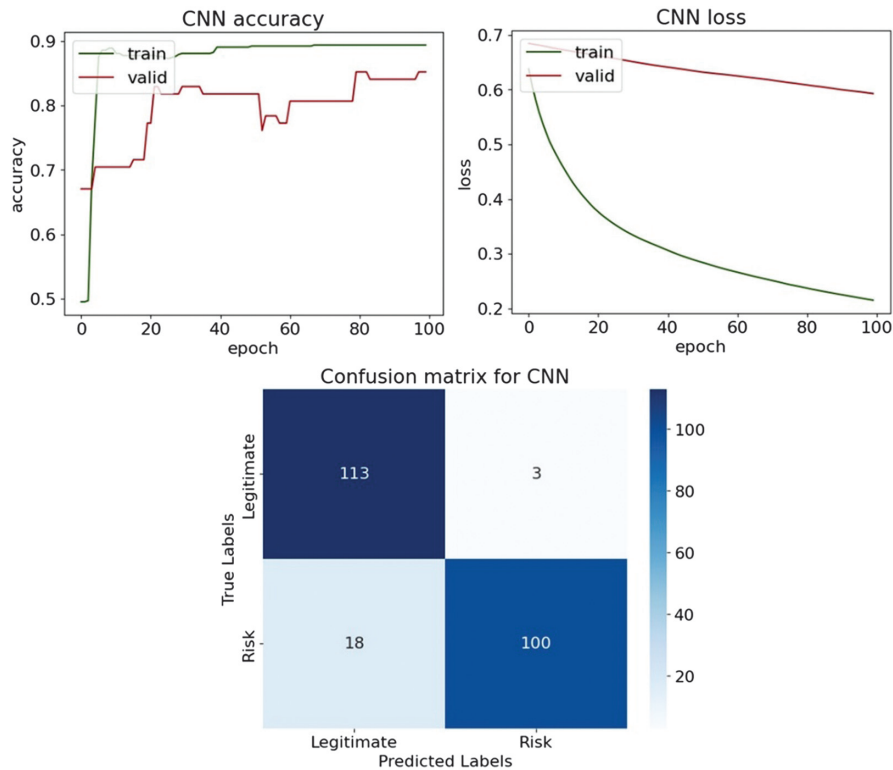 CNN accuracy
0.9
0.8
0.7
0.6
0.5
accuracy
train
valid
0 20 40 60 80 100
epoch
CNN loss
0.7
0.6
0.5
0.4
0.3
0.2
loss
train
valid
0 20 40 60 80 100
epoch
Confusion matrix for CNN
True Labels
Legitimate
Risk
113 3
18 100
Legitimate Risk
Predicted Labels
100
80
60
40
20